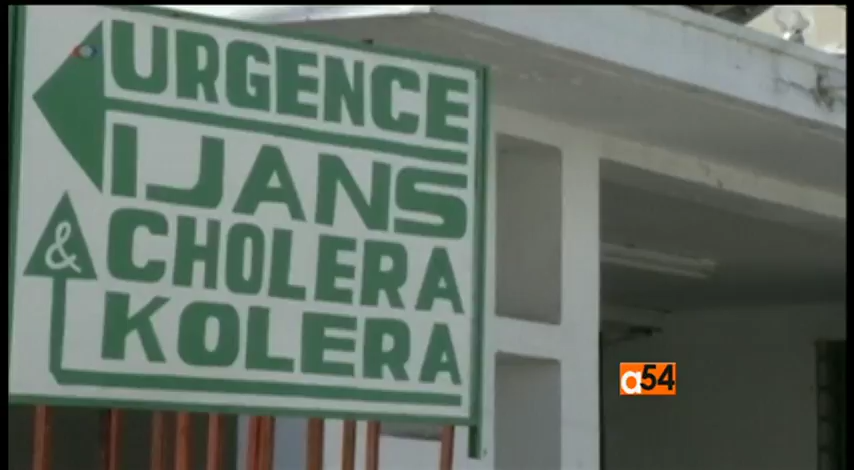 URGENCE
IJANS
& CHOLERA
KOLERA
a54